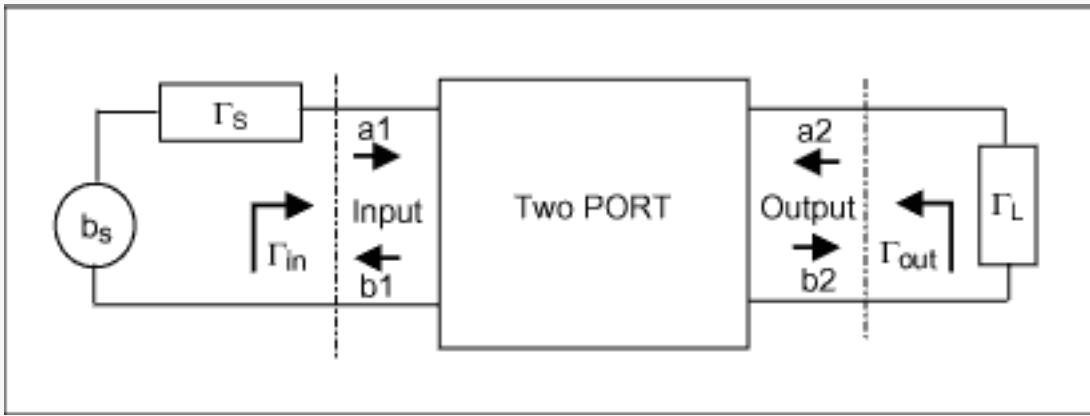 ΓS
bs
Γin
a1
Input
b1
Two PORT
a2
Output
b2
Γout
ΓL